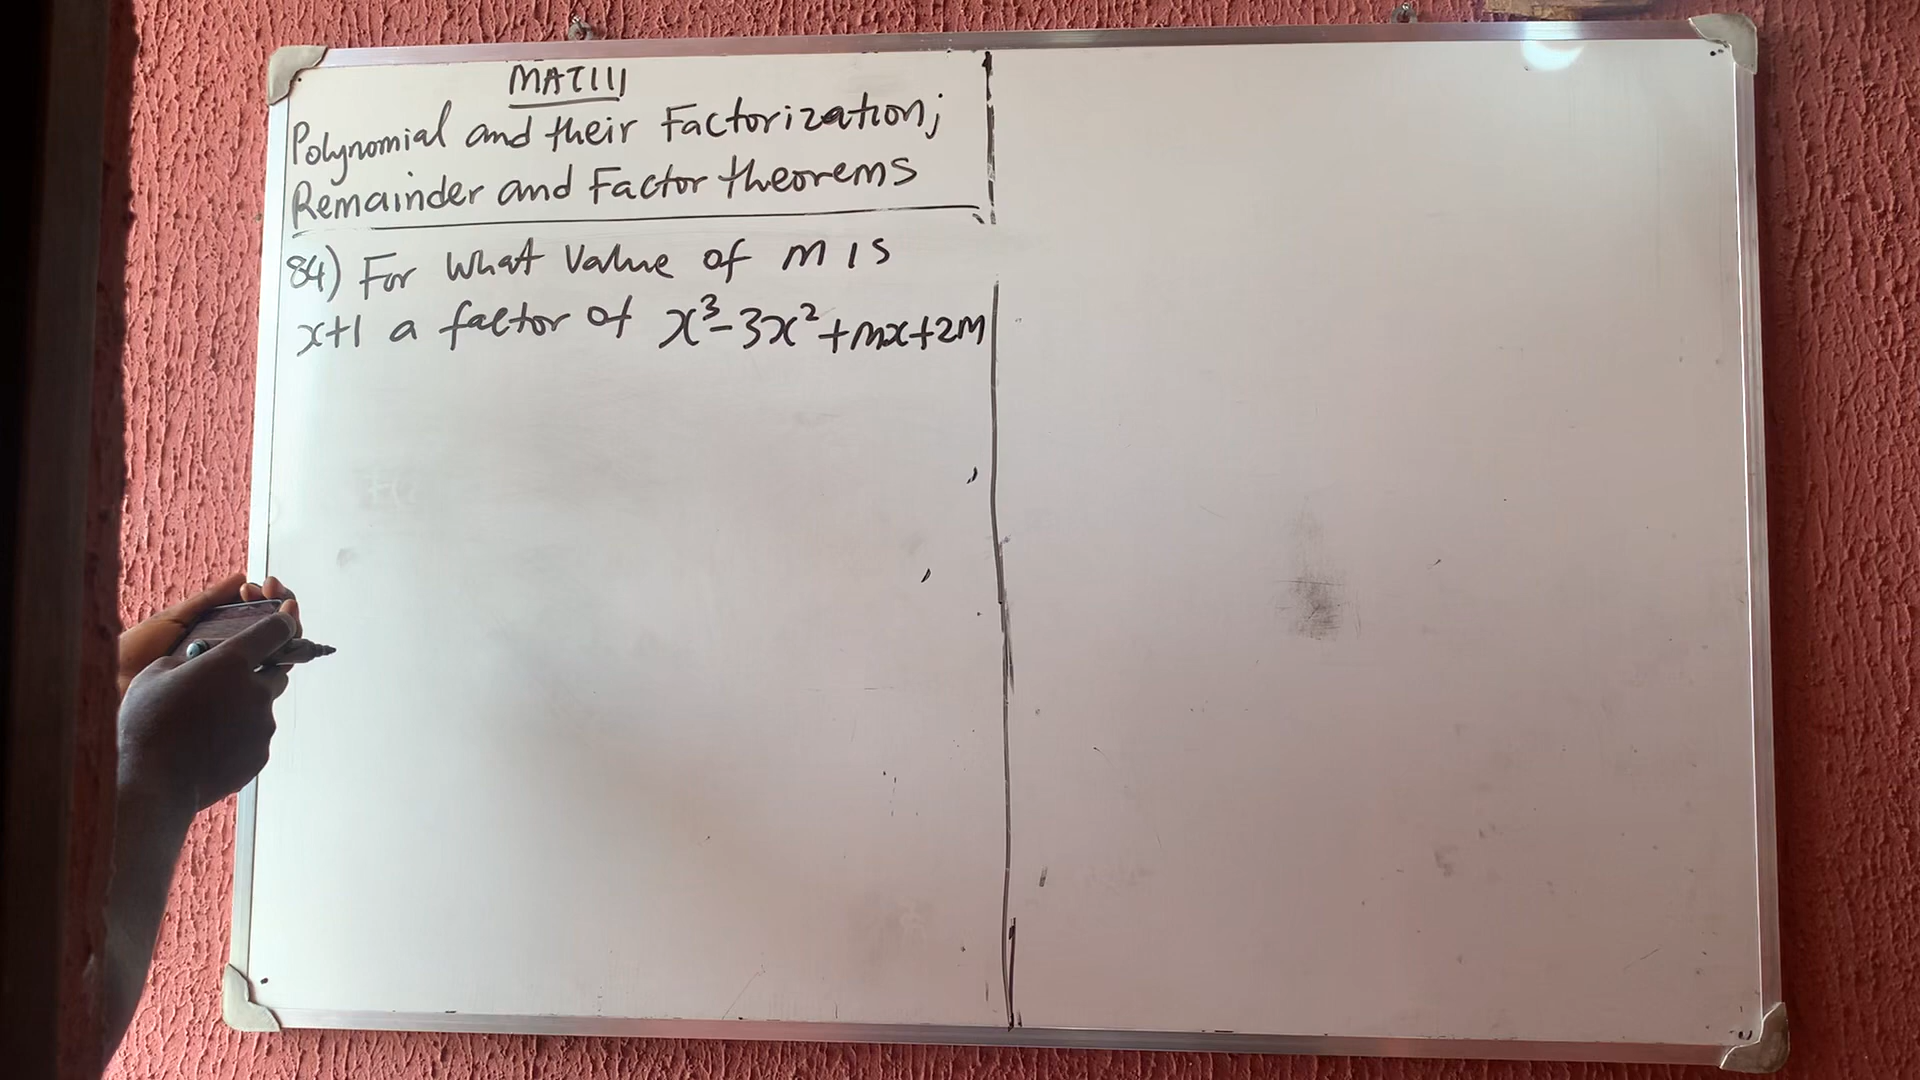 MAT111
Polynomial and their Factorization;
Remainder and Factor theorems
84) For what value of m is
x+1 a factor of x³-3x²+mx+2m